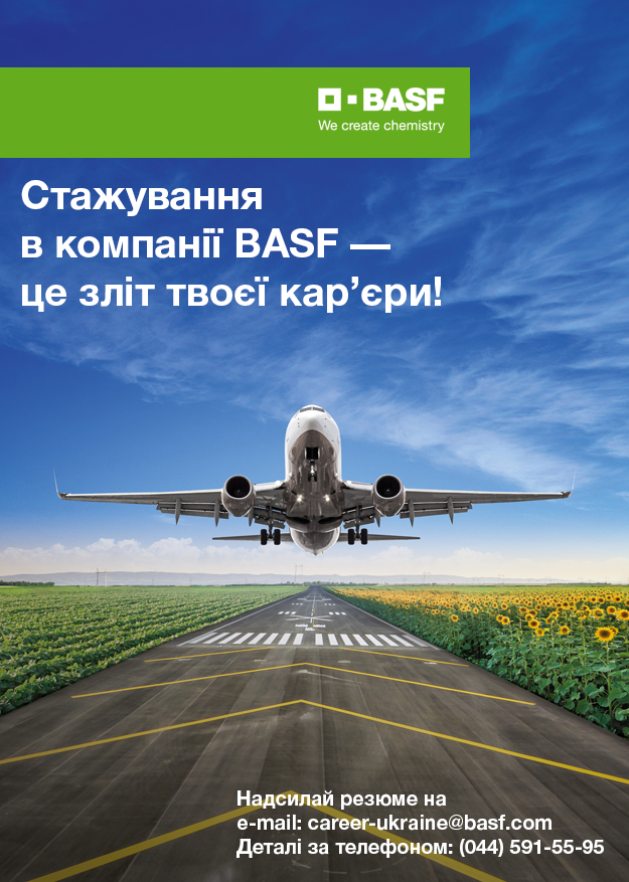 BASF
We create chemistry
Стажування
в компанії BASF —
це зліт твоєї кар’єри!
Надсилай резюме на
e-mail: career-ukraine@basf.com
Деталі за телефоном: (044) 591-55-95